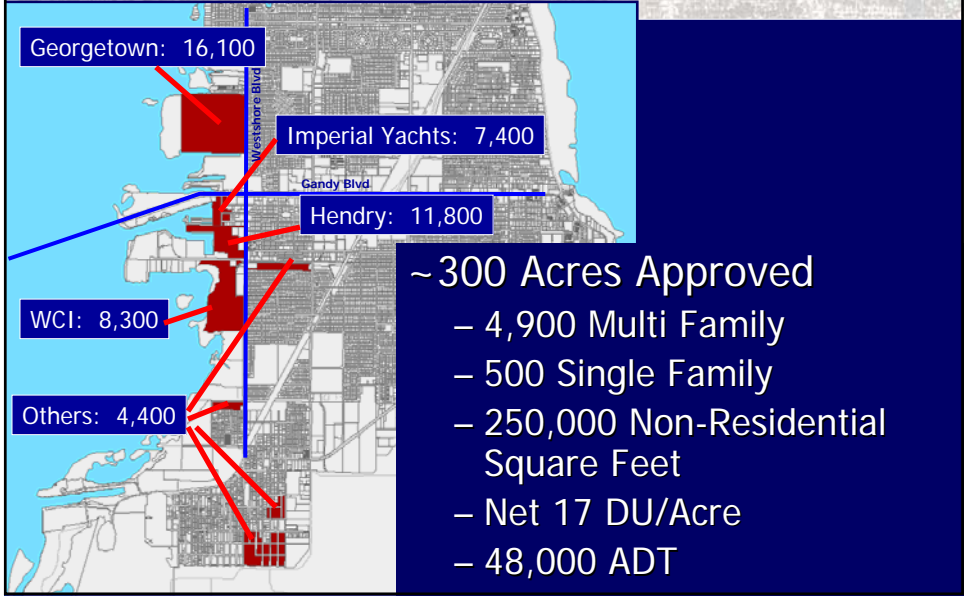 Georgetown: 16,100
Westshore Blvd
Imperial Yachts: 7,400
Gandy Blvd
Hendry: 11,800
WCI: 8,300
Others: 4,400
~300 Acres Approved
– 4,900 Multi Family
– 500 Single Family
– 250,000 Non-Residential
Square Feet
– Net 17 DU/Acre
– 48,000 ADT